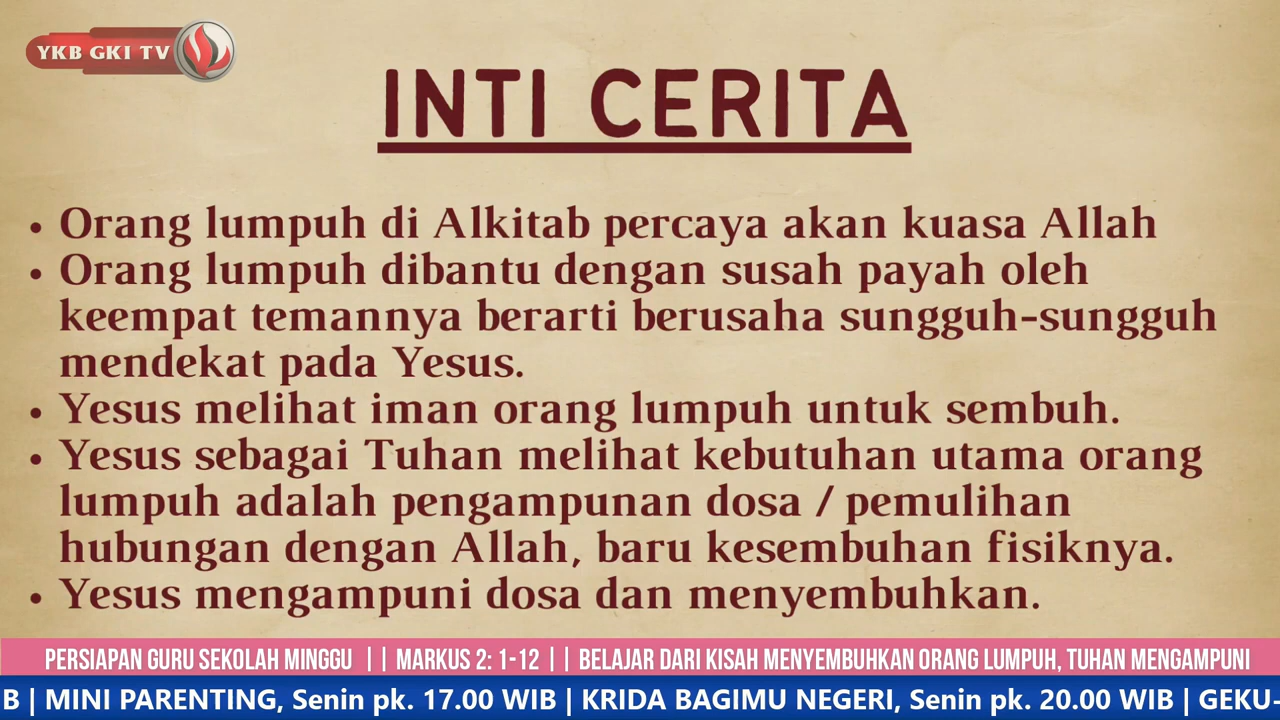 YKB GKI TV
INTI CERITA
• Orang lumpuh di Alkitab percaya akan kuasa Allah
• Orang lumpuh dibantu dengan susah payah oleh
keempat temannya berarti berusaha sungguh-sungguh
mendekat pada Yesus.
• Yesus melihat iman orang lumpuh untuk sembuh.
• Yesus sebagai Tuhan melihat kebutuhan utama orang
lumpuh adalah pengampunan dosa / pemulihan
hubungan dengan Allah, baru kesembuhan fisiknya.
• Yesus mengampuni dosa dan menyembuhkan.
PERSIAPAN GURU SEKOLAH MINGGU || MARKUS 2: 1-12 || BELAJAR DARI KISAH MENYEMBUHKAN ORANG LUMPUH, TUHAN MENGAMPUNI
B | MINI PARENTING, Senin pk. 17.00 WIB | KRIDA BAGIMU NEGERI, Senin pk. 20.00 WIB | GEKU-